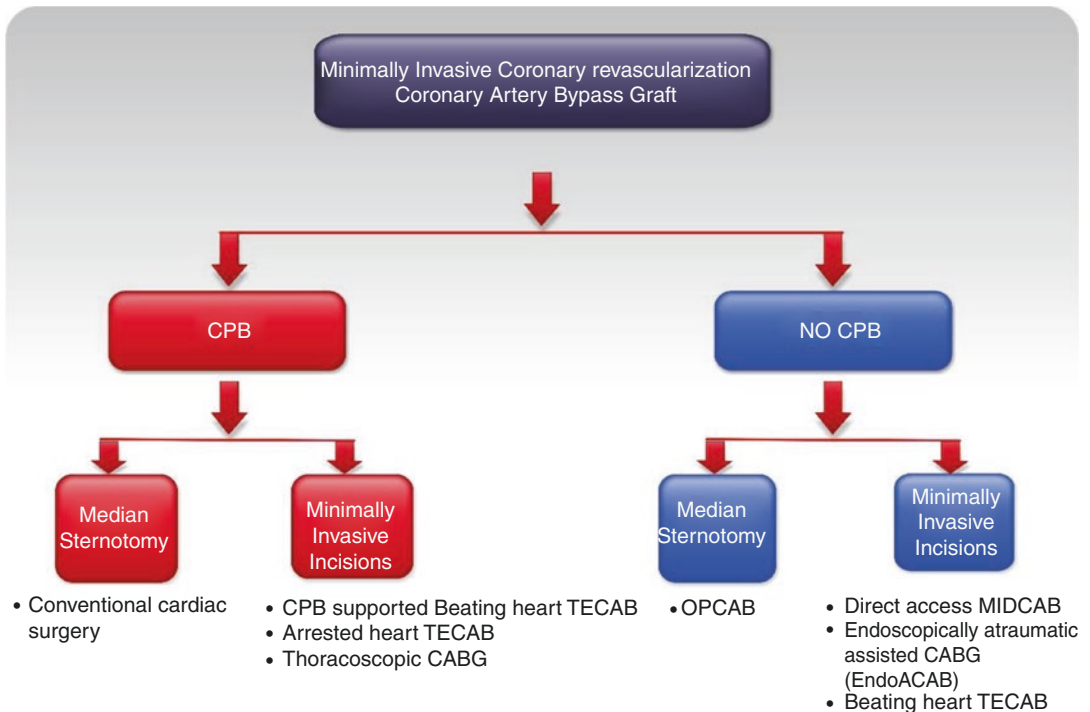 Minimally Invasive Coronary revascularization
Coronary Artery Bypass Graft
CPB
NO CPB
Median
Sternotomy
Minimally
Invasive
Incisions
Median
Sternotomy
Minimally
Invasive
Incisions
• Conventional cardiac
surgery
• CPB supported Beating heart TECAB
• Arrested heart TECAB
• Thoracoscopic CABG
• OPCAB
• Direct access MIDCAB
• Endoscopically atraumatic
assisted CABG
(EndoACAB)
• Beating heart TECAB